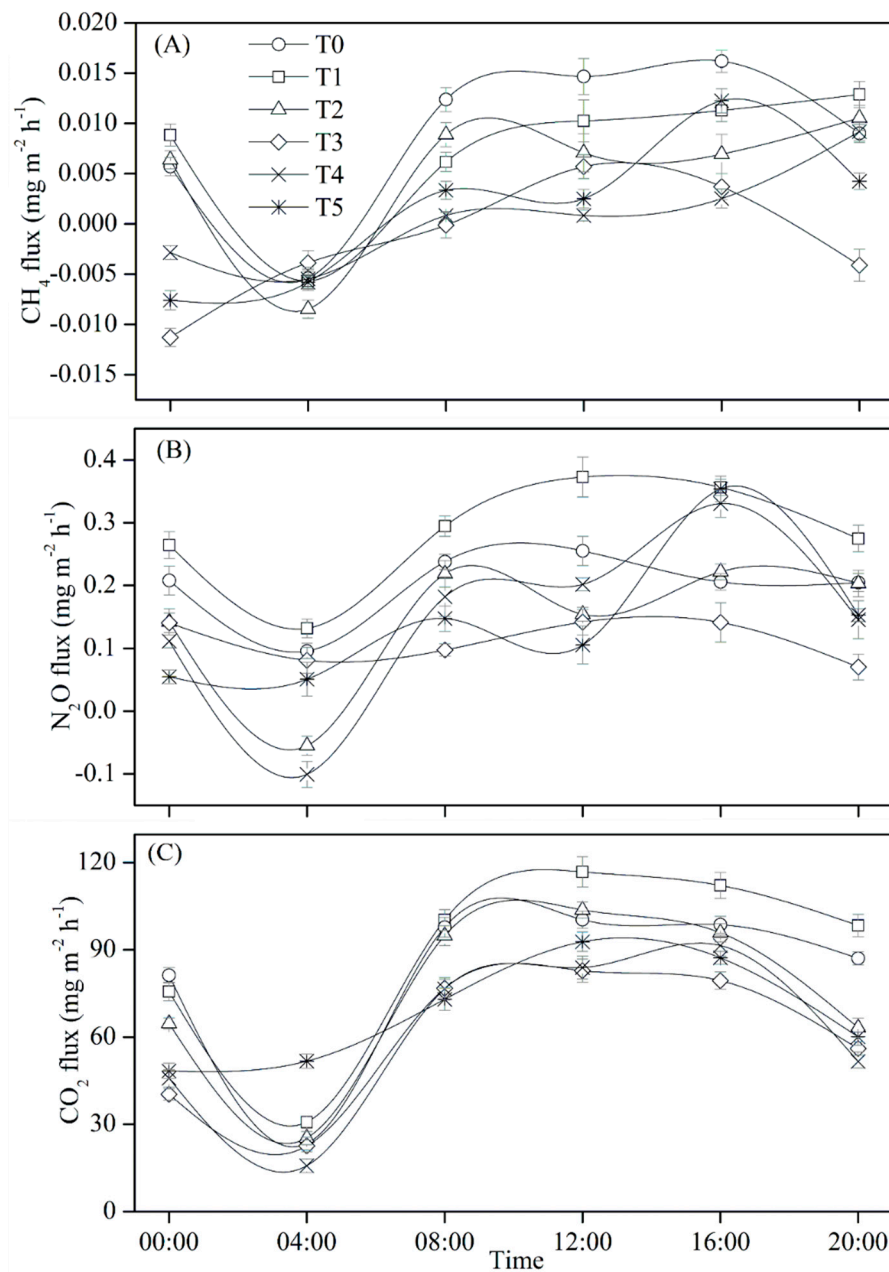 (A)
T0
T1
T2
T3
T4
T5
0.020
0.015
0.010
0.005
0.000
-0.005
-0.010
-0.015
CH₄ flux (mg m⁻² h⁻¹)
(B)
0.4
0.3
0.2
0.1
0.0
-0.1
N₂O flux (mg m⁻² h⁻¹)
(C)
120
90
60
30
0
CO₂ flux (mg m⁻² h⁻¹)
00:00 04:00 08:00 12:00 16:00 20:00
Time